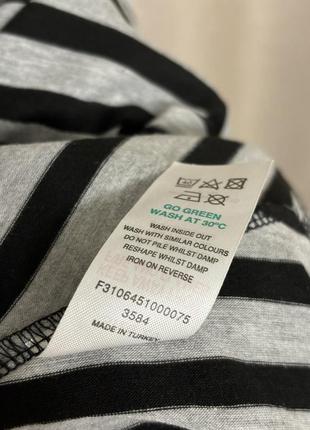 GO GREEN
WASH AT 30°C
WASH INSIDE OUT
WASH WITH SIMILAR COLOURS
DO NOT PILE WHILST DAMP
RESHAPE WHILST DAMP
IRON ON REVERSE
F3106451000075
3584
MADE IN TURKEY